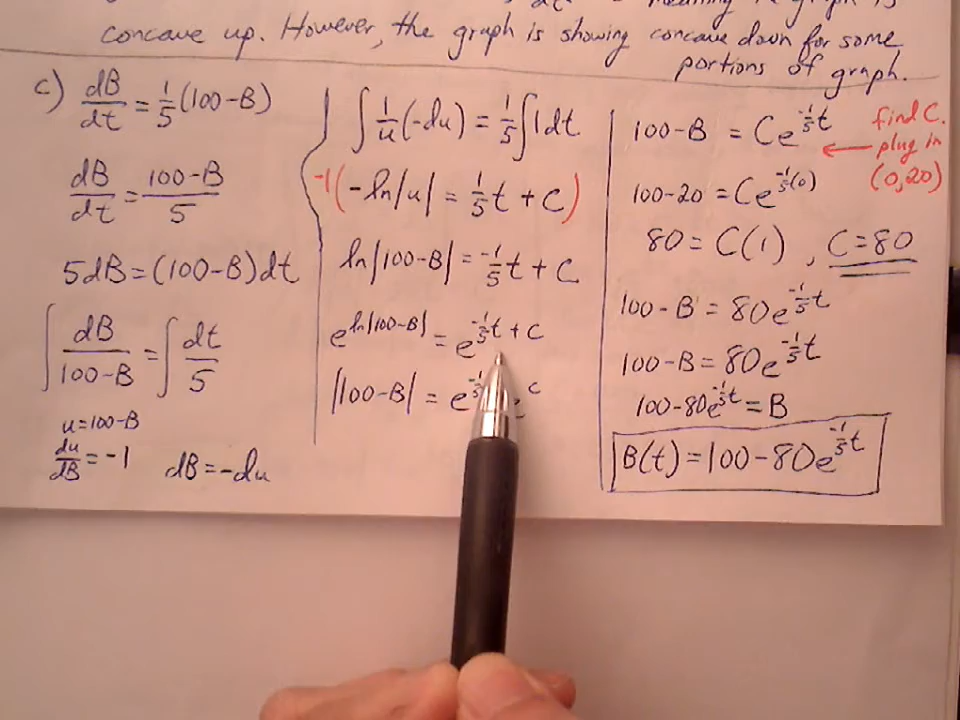 meaning graph is
concave up. However, the graph is showing concave down for some
portions of graph.
c) dB/dt = 1/5 (100-B)
dB/dt = 100-B/5
5dB = (100-B)dt
∫ dB/100-B = ∫ dt/5
u = 100-B
du/dB = -1 dB = -du
∫ 1/u (-du) = 1/5 ∫ 1dt
-1(-ln|u| = 1/5 t + C)
ln|100-B| = -1/5 t + C
e^ln|100-B| = e^-1/5 t + C
|100-B| = e e^C
100-B = Ce^-1/5 t
find C.
plug in
(0,20)
100-20 = Ce^-1/5(0)
80 = C(1), C=80
100-B = 80e^-1/5 t
100-B = 80e^-1/5 t
100-80e^-1/5 t = B
B(t) = 100-80e^-1/5 t